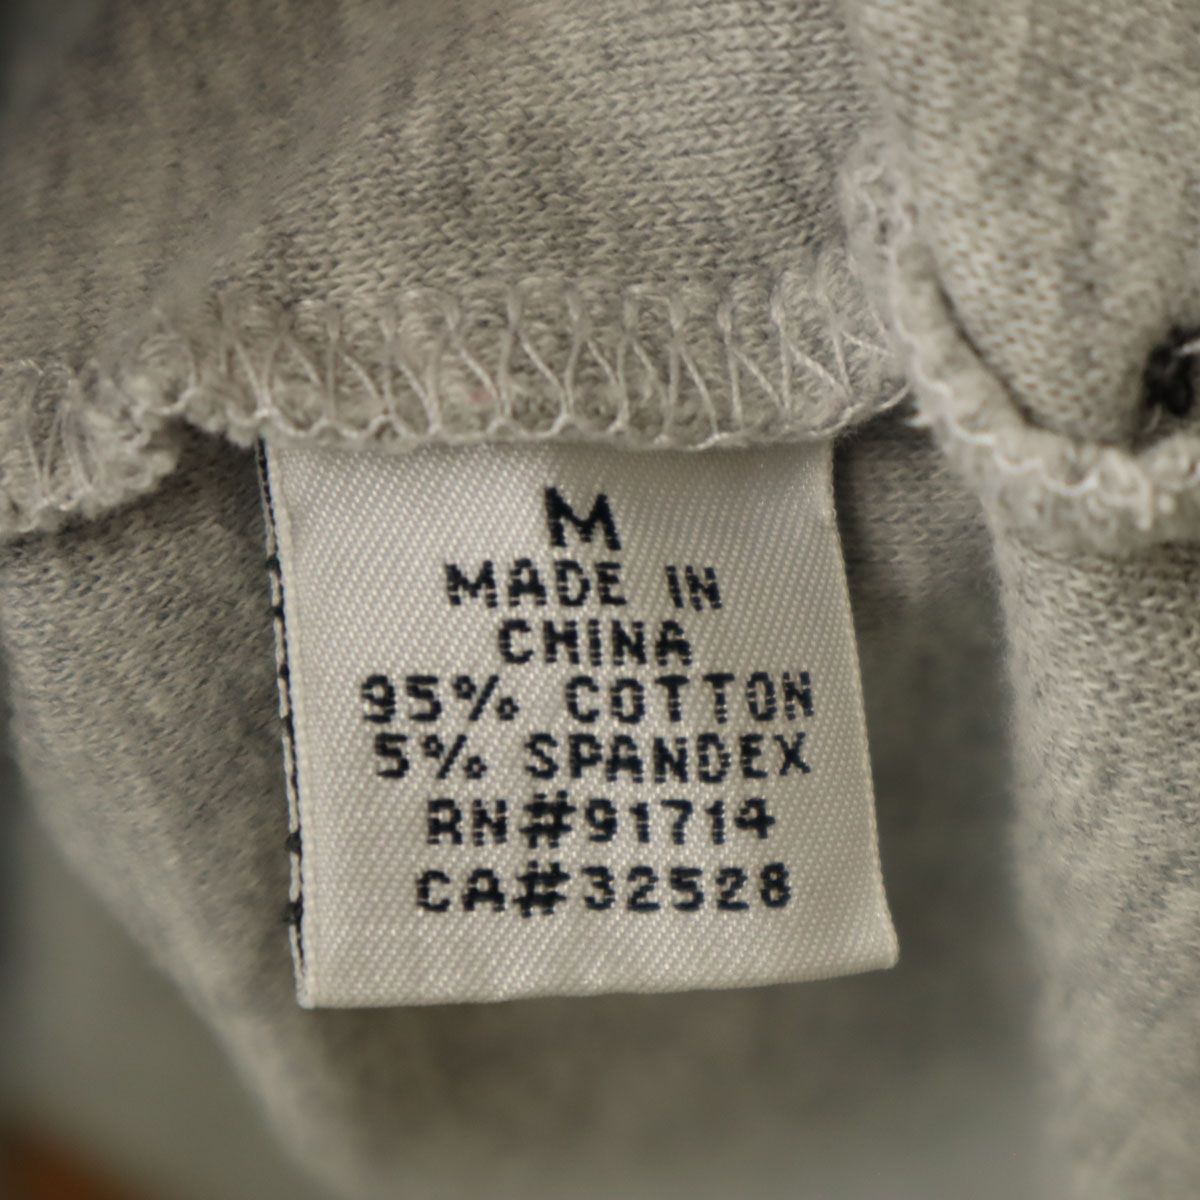 M
MADE IN
CHINA
95% COTTON
5% SPANDEX
RN#91714
CA#32528